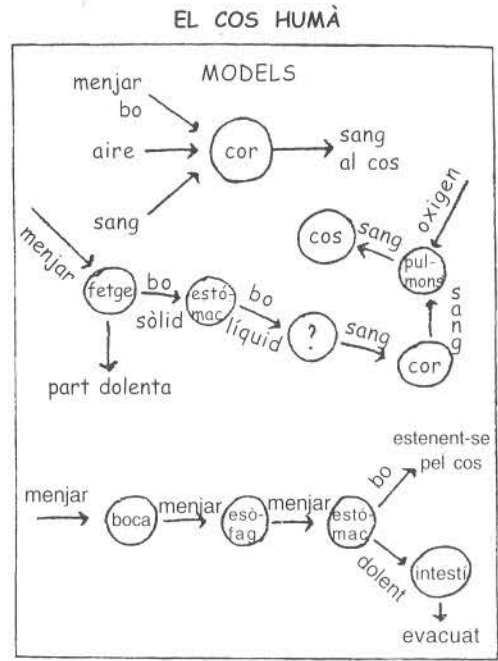 EL COS HUMÀ
MODELS
menjar
bo
aire
sang
cor
sang
al cos
menjar
fetge
bo
sòlid
part dolenta
estó-
mac
bo
líquid
?
sang
cor
sang
pul-
mons
oxigen
sang
cos
menjar
boca
menjar
esò-
fag
menjar
estó-
mac
bo
estenent-se
pel cos
dolent
intestí
evacuat